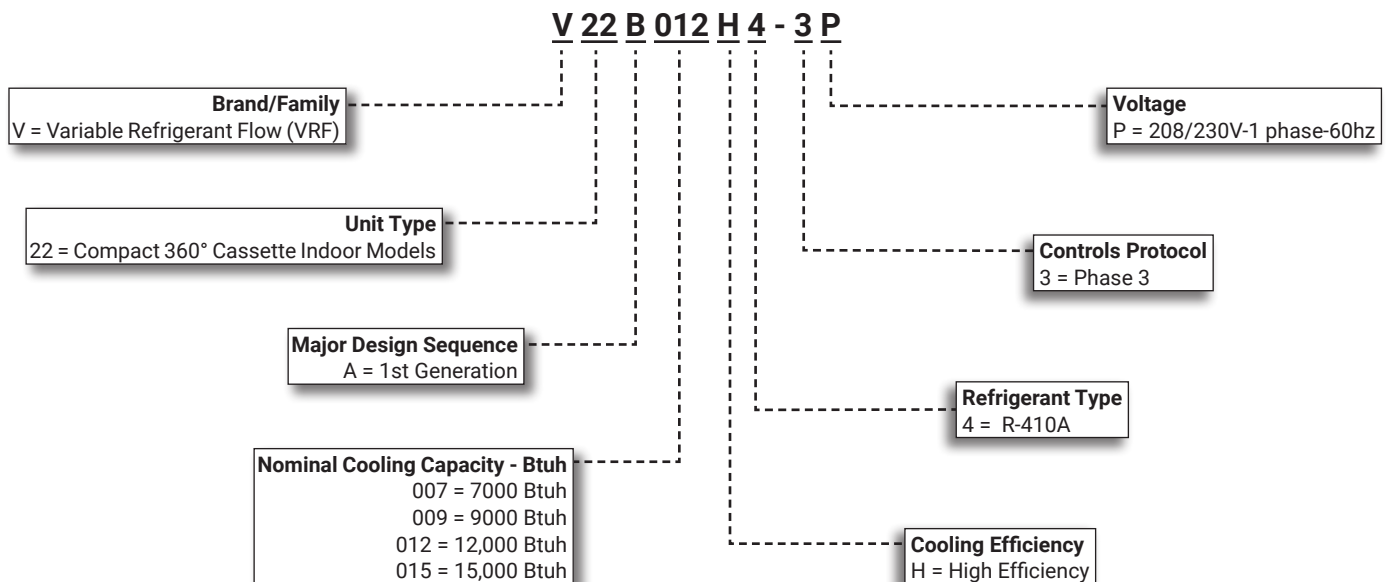 V 22 B 012 H 4 - 3 P
Brand/Family
V = Variable Refrigerant Flow (VRF)
Voltage
P = 208/230V-1 phase-60hz
Unit Type
22 = Compact 360° Cassette Indoor Models
Controls Protocol
3 = Phase 3
Major Design Sequence
A = 1st Generation
Refrigerant Type
4 = R-410A
Nominal Cooling Capacity - Btuh
007 = 7000 Btuh
009 = 9000 Btuh
012 = 12,000 Btuh
015 = 15,000 Btuh
Cooling Efficiency
H = High Efficiency